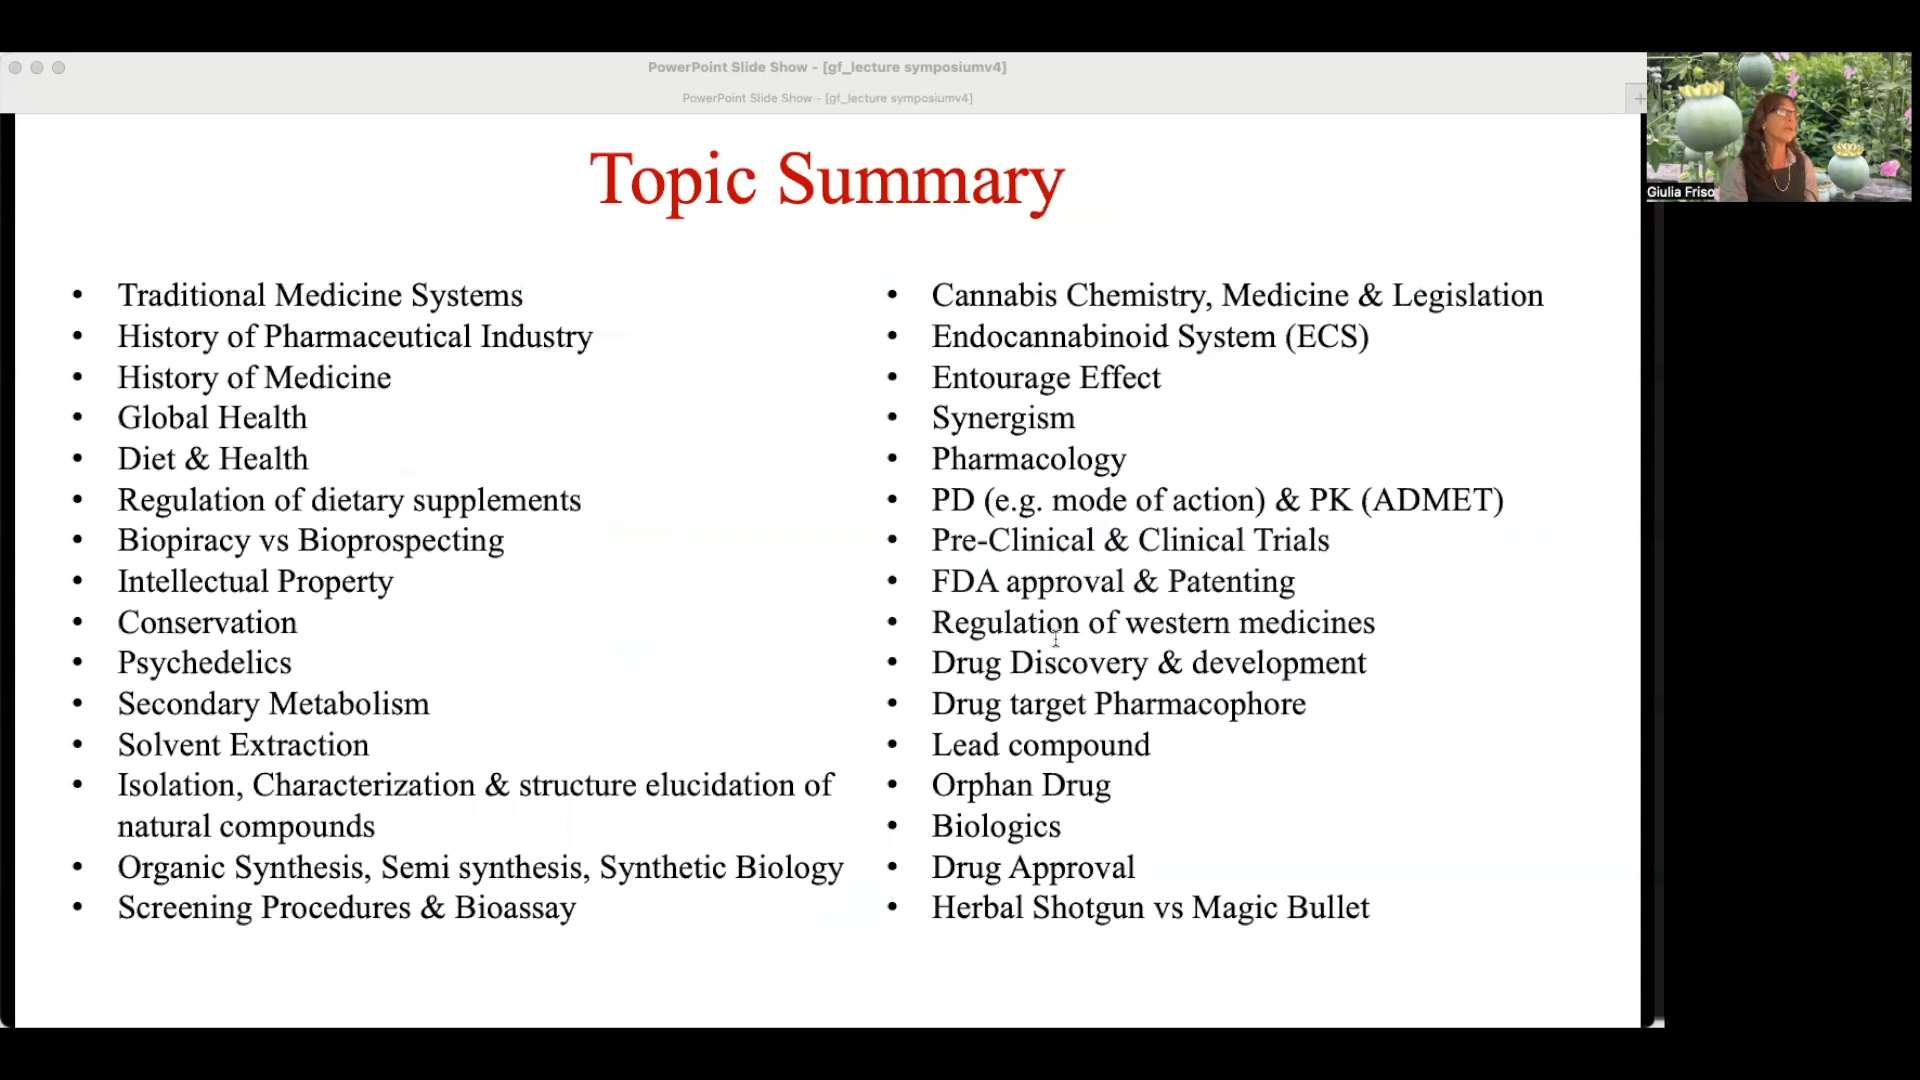 PowerPoint Slide Show - [gf_lecture symposiumv4]
PowerPoint Slide Show - [gf_lecture symposiumv4]
Giulia Friso
Topic Summary
• Traditional Medicine Systems
• History of Pharmaceutical Industry
• History of Medicine
• Global Health
• Diet & Health
• Regulation of dietary supplements
• Biopiracy vs Bioprospecting
• Intellectual Property
• Conservation
• Psychedelics
• Secondary Metabolism
• Solvent Extraction
• Isolation, Characterization & structure elucidation of
natural compounds
• Organic Synthesis, Semi synthesis, Synthetic Biology
• Screening Procedures & Bioassay
• Cannabis Chemistry, Medicine & Legislation
• Endocannabinoid System (ECS)
• Entourage Effect
• Synergism
• Pharmacology
• PD (e.g. mode of action) & PK (ADMET)
• Pre-Clinical & Clinical Trials
• FDA approval & Patenting
• Regulation of western medicines
• Drug Discovery & development
• Drug target Pharmacophore
• Lead compound
• Orphan Drug
• Biologics
• Drug Approval
• Herbal Shotgun vs Magic Bullet